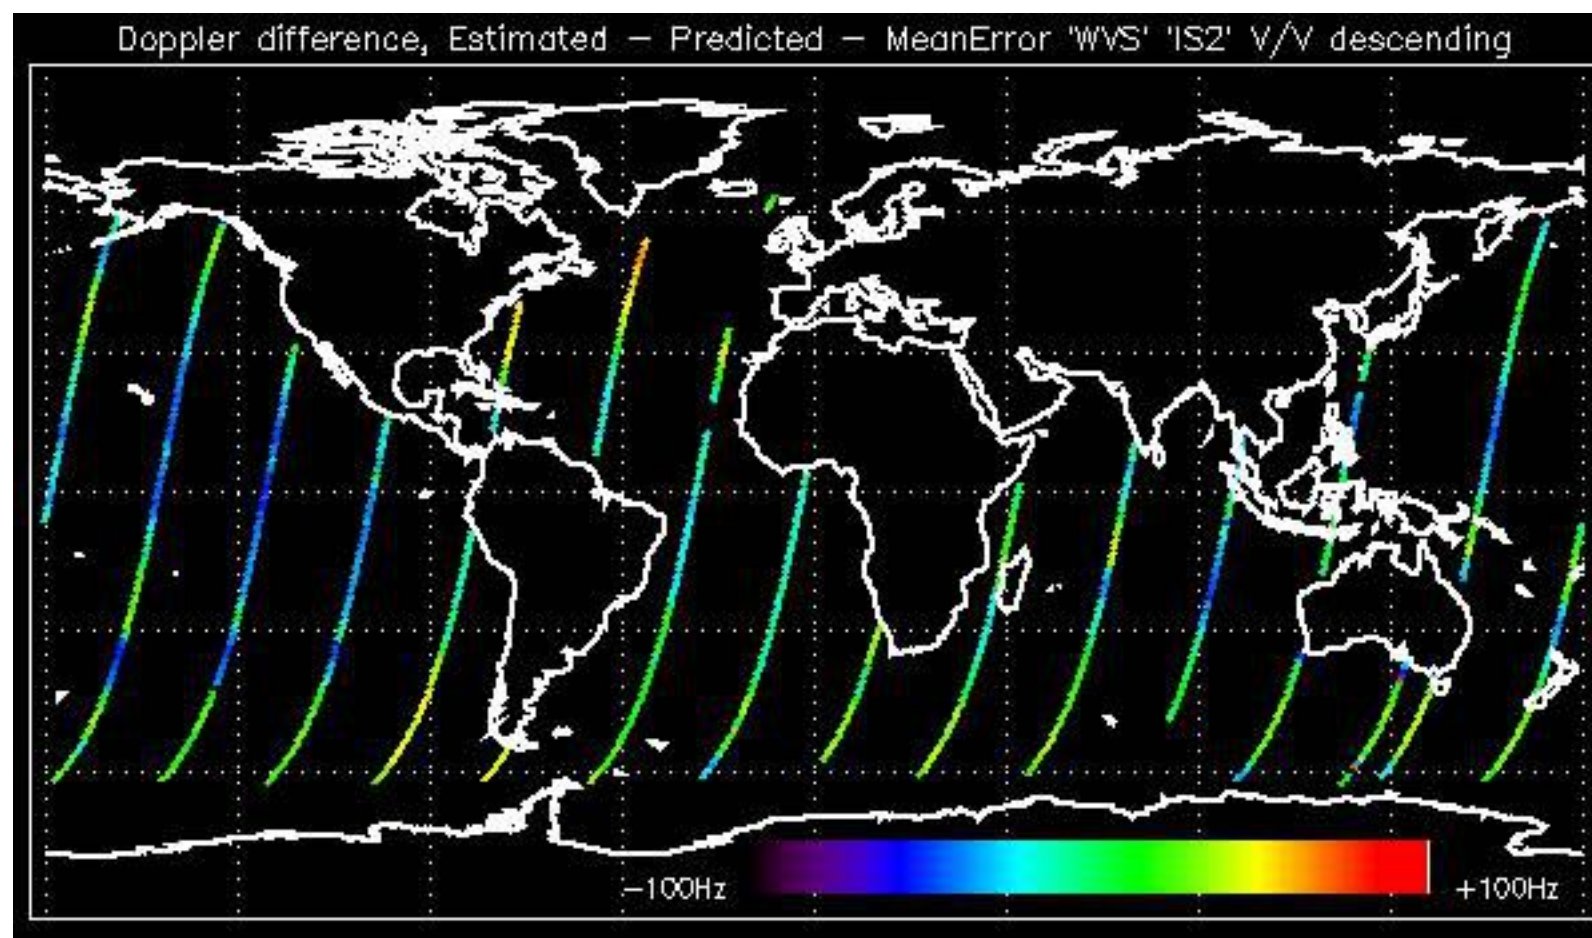 Doppler difference, Estimated - Predicted - MeanError 'WVS' 'IS2' V/V descending
-100Hz +100Hz